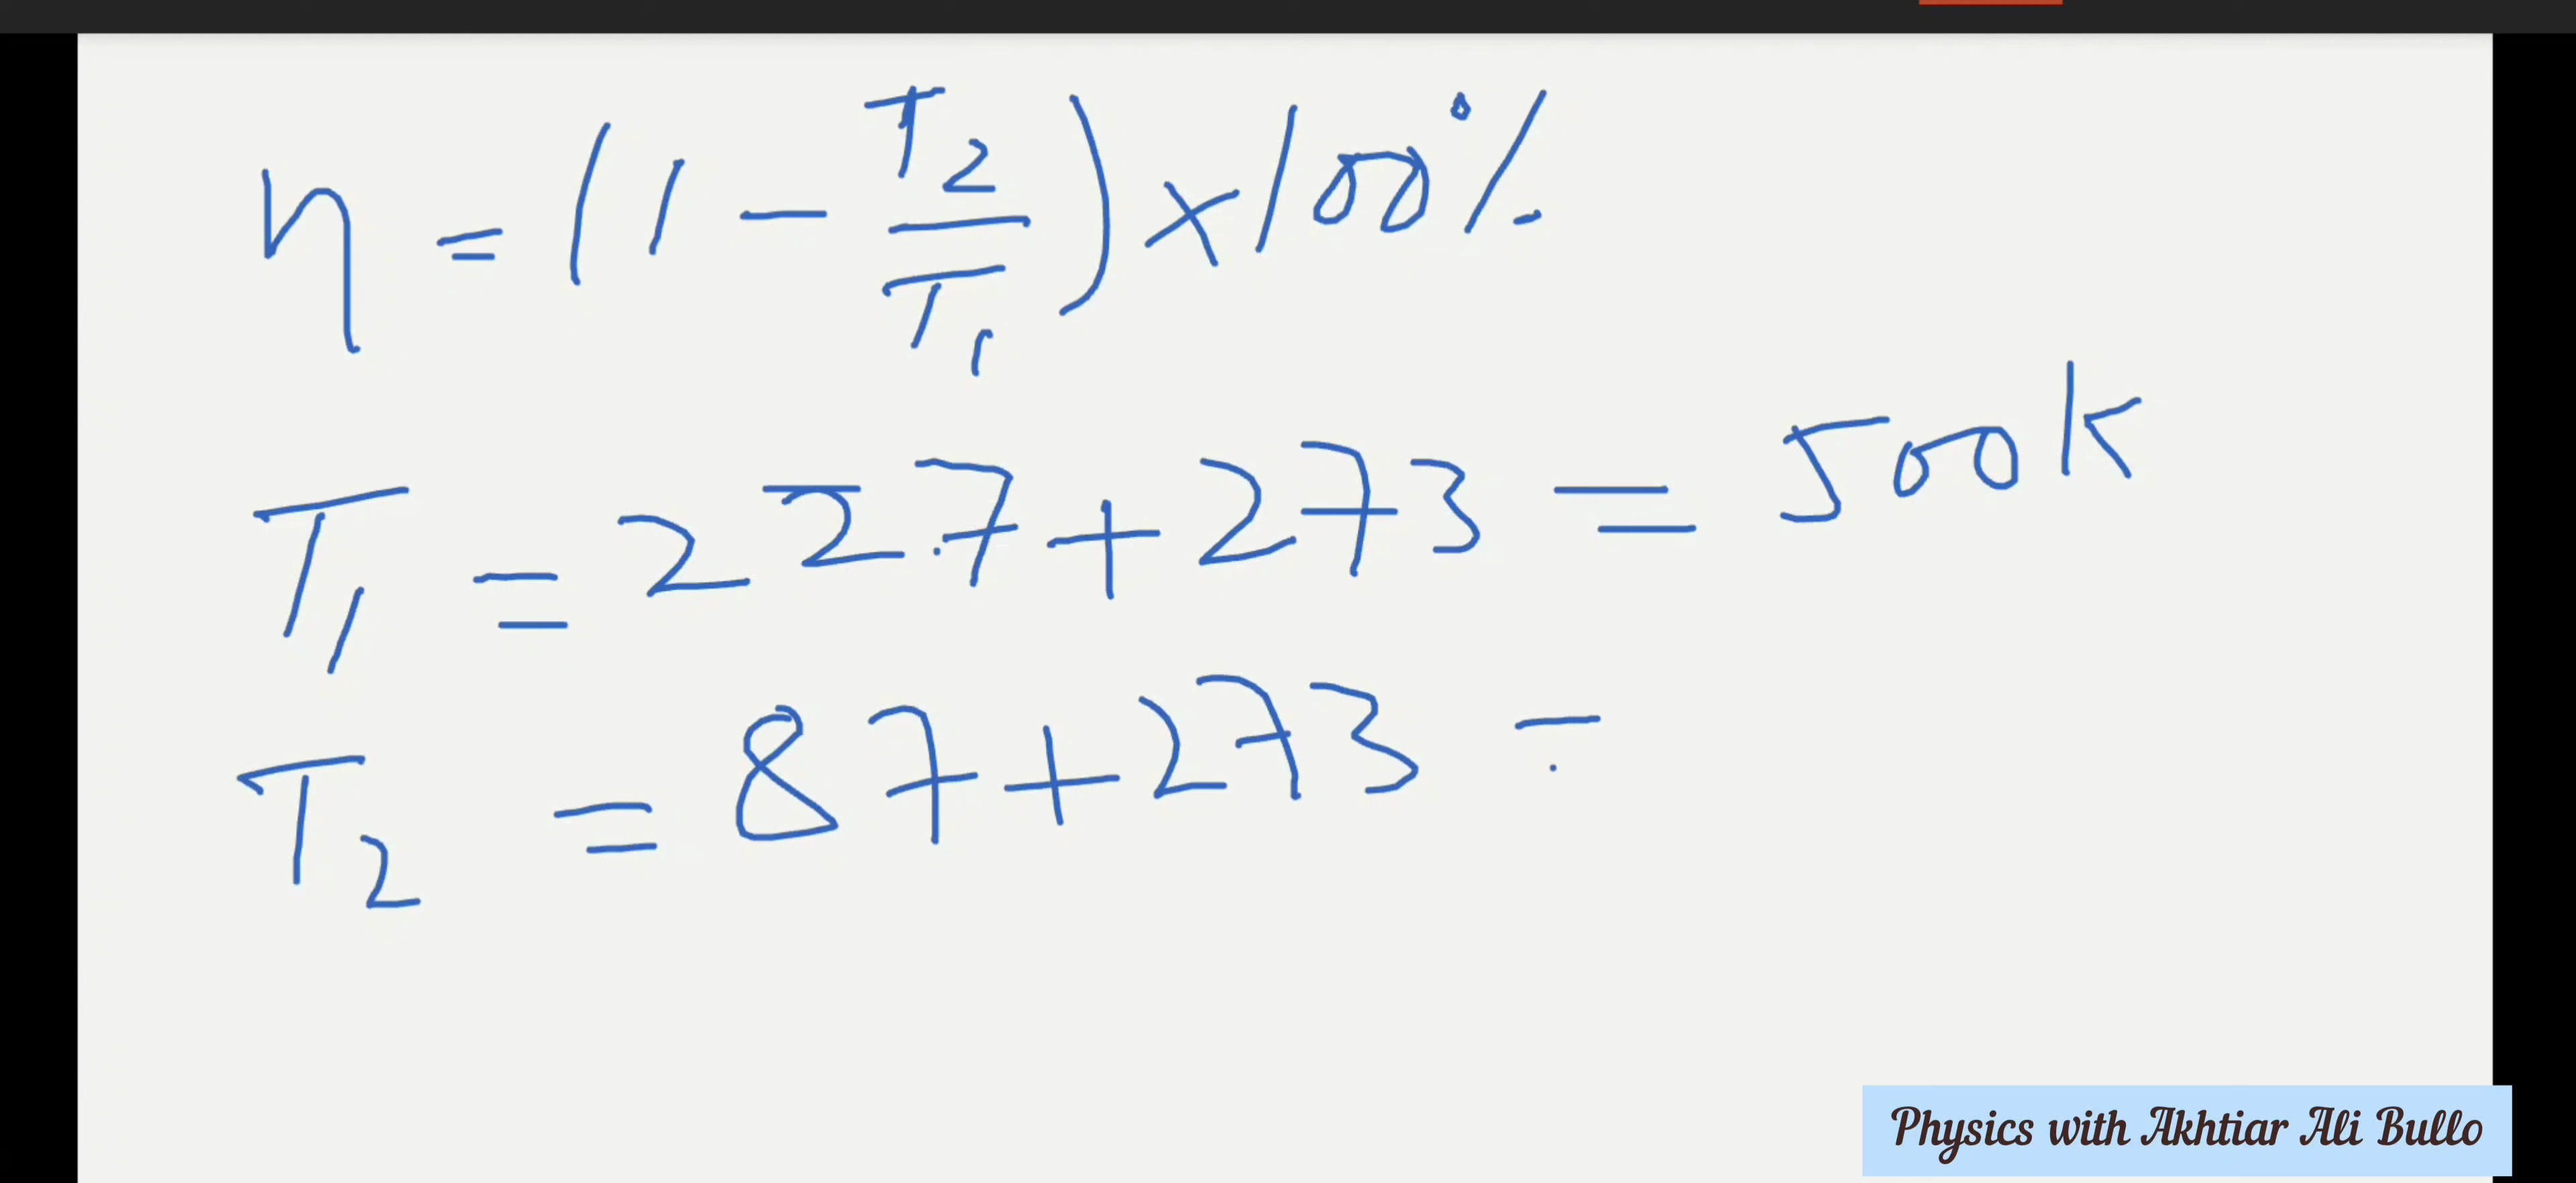 η = (1 - T₂/T₁) × 100%
T₁ = 227 + 273 = 500k
T₂ = 87 + 273 =
Physics with Akhtiar Ali Bullo